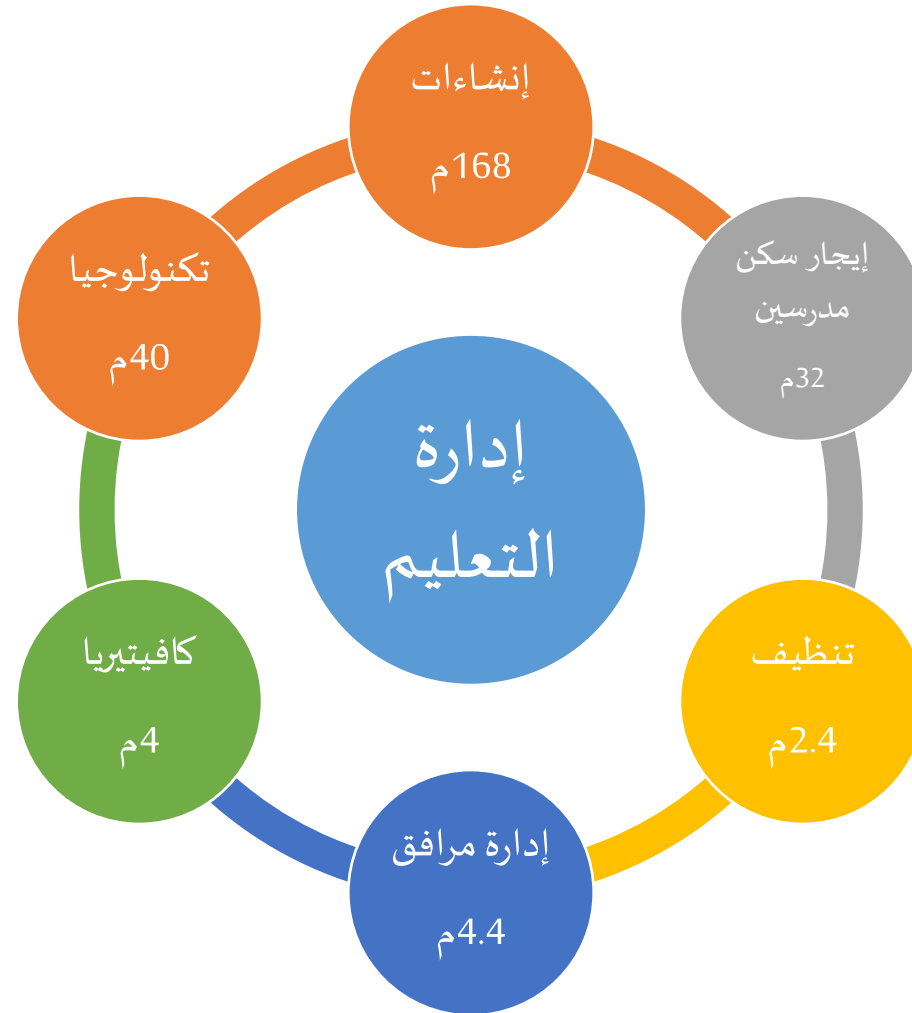 إنشاءات
168م
إيجار سكن
مدرسين
32م
تنظيف
2.4م
إدارة مرافق
4.4م
كافيتيريا
4م
تكنولوجيا
40م
إدارة
التعليم